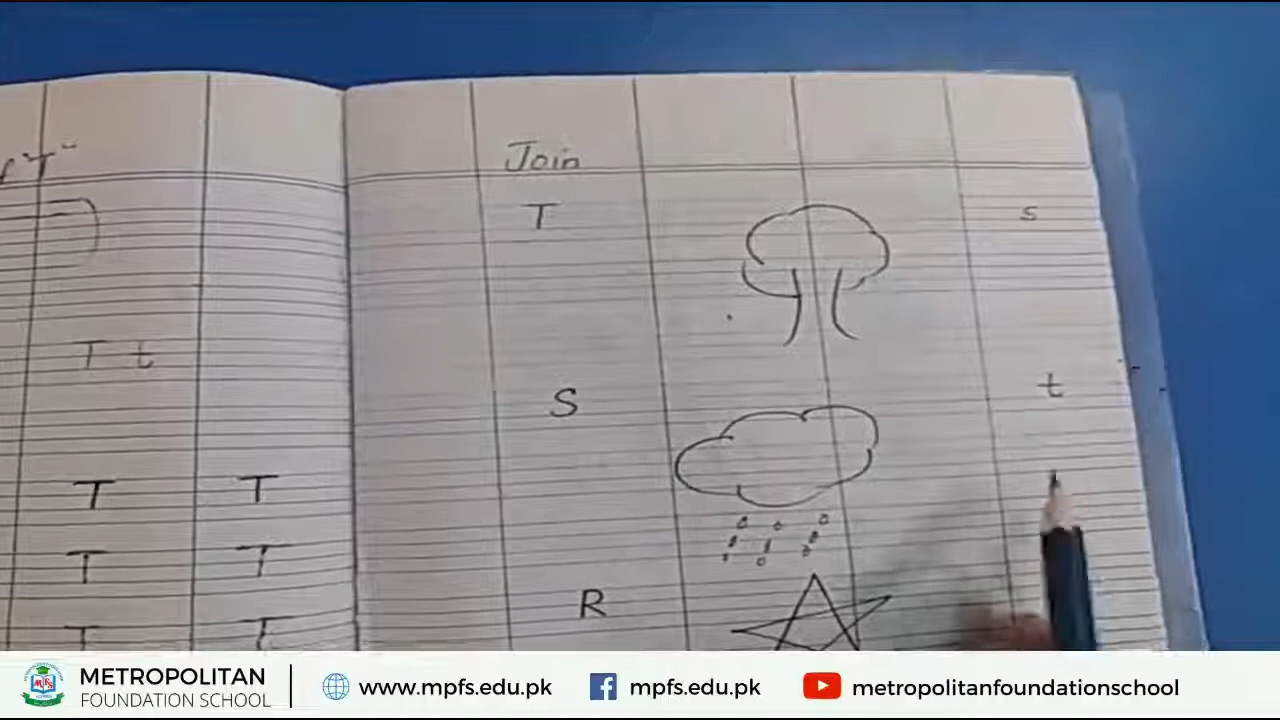 "T"
T t
T T
T T
T T
Join
T s
S t
R
METROPOLITAN
FOUNDATION SCHOOL
www.mpfs.edu.pk
mpfs.edu.pk
metropolitanfoundationschool